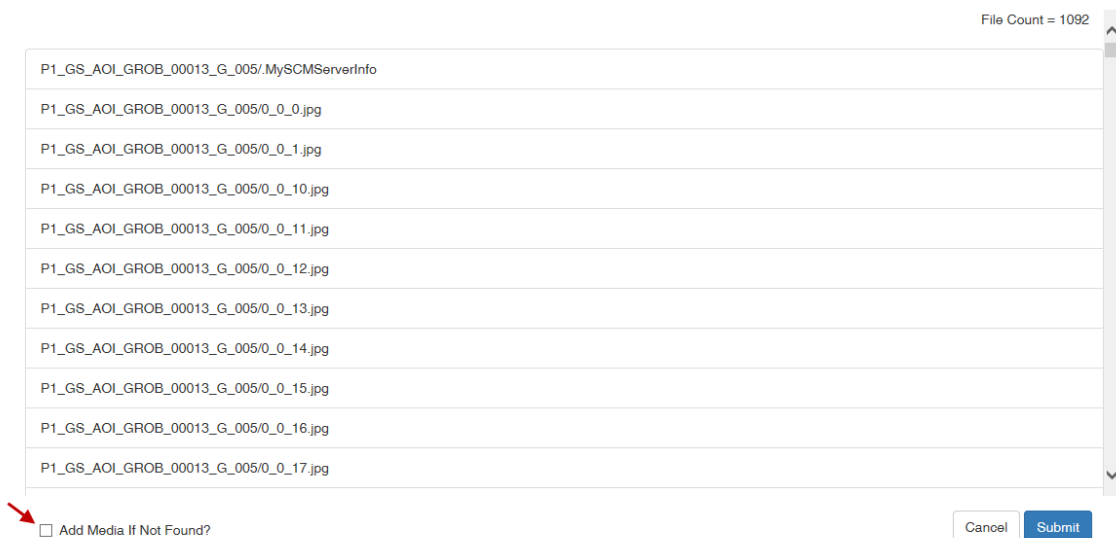 File Count = 1092
P1_GS_AOI_GROB_00013_G_005/.MySCMServerInfo
P1_GS_AOI_GROB_00013_G_005/0_0_0.jpg
P1_GS_AOI_GROB_00013_G_005/0_0_1.jpg
P1_GS_AOI_GROB_00013_G_005/0_0_10.jpg
P1_GS_AOI_GROB_00013_G_005/0_0_11.jpg
P1_GS_AOI_GROB_00013_G_005/0_0_12.jpg
P1_GS_AOI_GROB_00013_G_005/0_0_13.jpg
P1_GS_AOI_GROB_00013_G_005/0_0_14.jpg
P1_GS_AOI_GROB_00013_G_005/0_0_15.jpg
P1_GS_AOI_GROB_00013_G_005/0_0_16.jpg
P1_GS_AOI_GROB_00013_G_005/0_0_17.jpg
Add Media If Not Found?
Cancel Submit